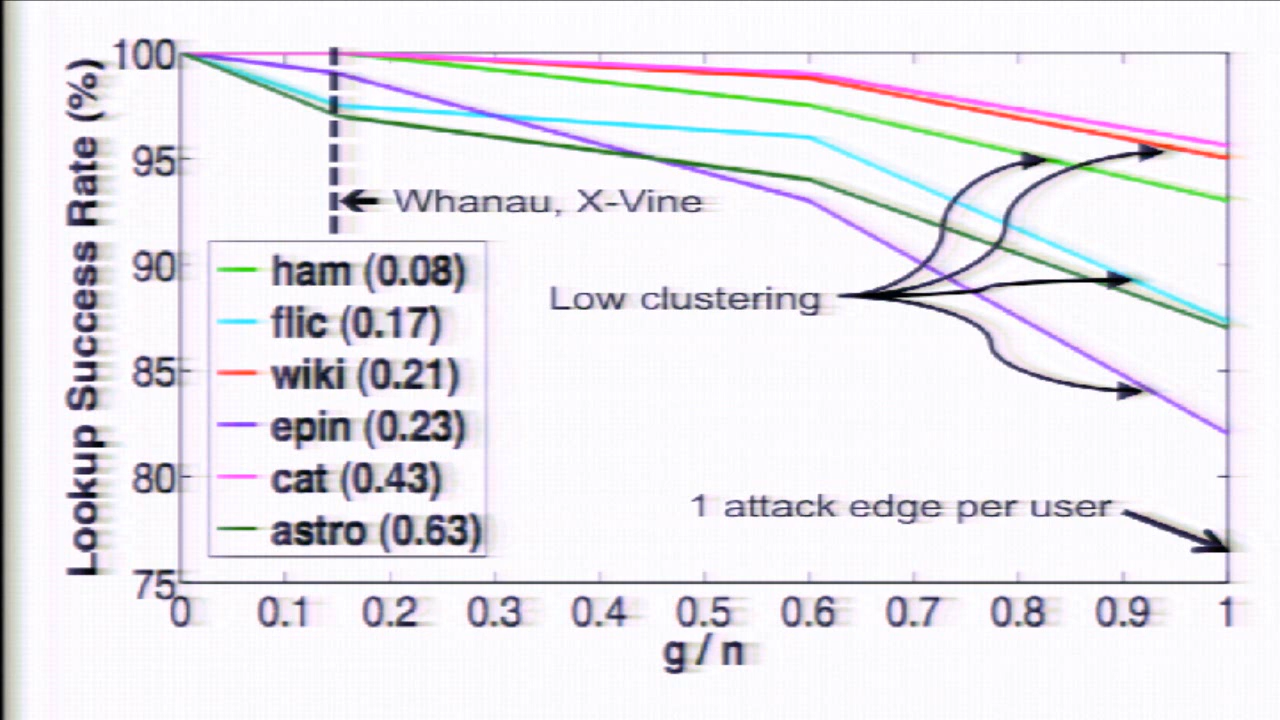 Lookup Success Rate (%)
100
95
90
85
80
75
Whanau, X-Vine
ham (0.08)
flic (0.17)
wiki (0.21)
epin (0.23)
cat (0.43)
astro (0.63)
Low clustering
1 attack edge per user
0 0.1 0.2 0.3 0.4 0.5 0.6 0.7 0.8 0.9 1
g / n